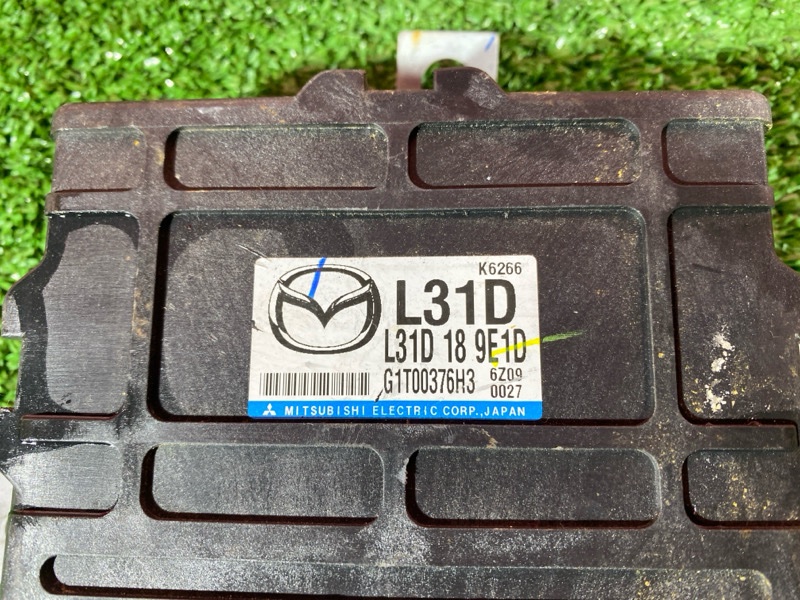 K6266
L31D
L31D 18 9E1D
G1T00376H3 6Z09
0027
MITSUBISHI ELECTRIC CORP., JAPAN